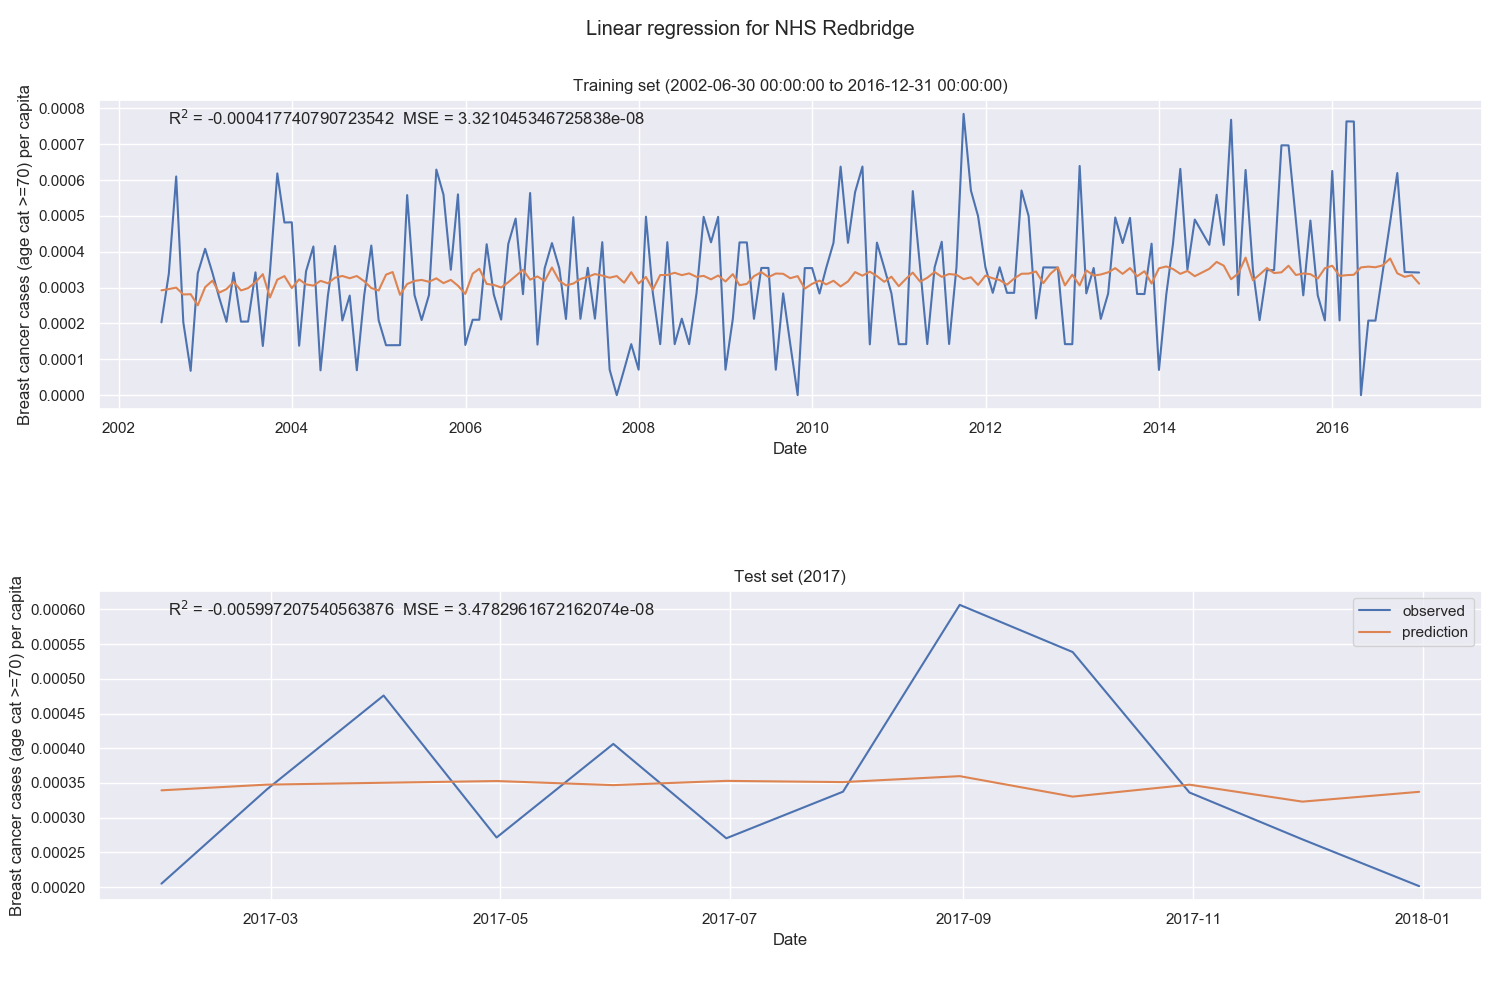 Linear regression for NHS Redbridge
Training set (2002-06-30 00:00:00 to 2016-12-31 00:00:00)
R² = -0.000417740790723542 MSE = 3.321045346725838e-08
Breast cancer cases (age cat >=70) per capita
0.0008
0.0007
0.0006
0.0005
0.0004
0.0003
0.0002
0.0001
0.0000
2002 2004 2006 2008 2010 2012 2014 2016
Date
Test set (2017)
R² = -0.005997207540563876 MSE = 3.4782961672162074e-08
observed
prediction
Breast cancer cases (age cat >=70) per capita
0.00060
0.00055
0.00050
0.00045
0.00040
0.00035
0.00030
0.00025
0.00020
2017-03 2017-05 2017-07 2017-09 2017-11 2018-01
Date